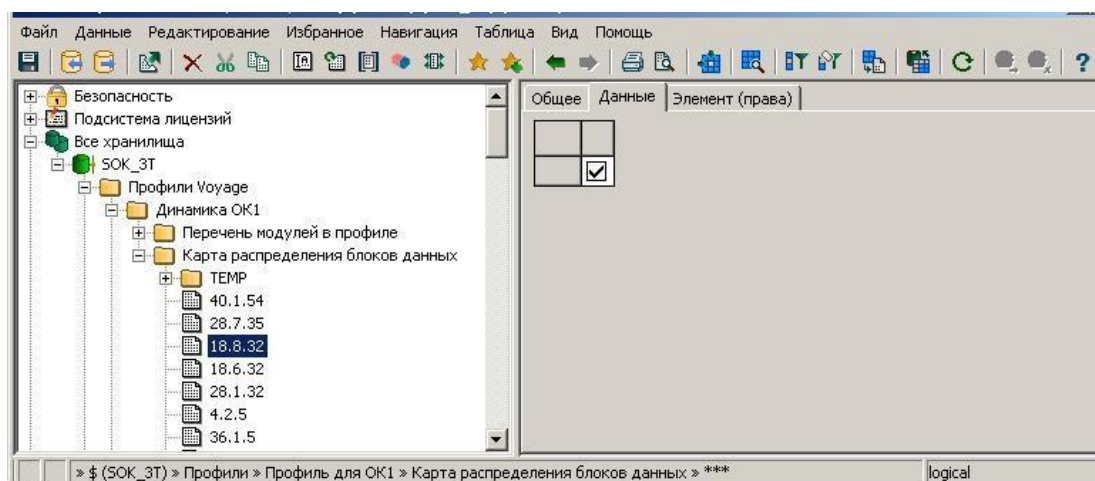 Файл Данные Редактирование Избранное Навигация Таблица Вид Помощь
Безопасность
Подсистема лицензий
Все хранилища
SOK_3T
Профили Voyage
Динамика ОК1
Перечень модулей в профиле
Карта распределения блоков данных
TEMP
40.1.54
28.7.35
18.8.32
18.6.32
28.1.32
4.2.5
36.1.5
Общее Данные Элемент (права)
» $ (SOK_3T) » Профили » Профиль для ОК1 » Карта распределения блоков данных » ***
logical